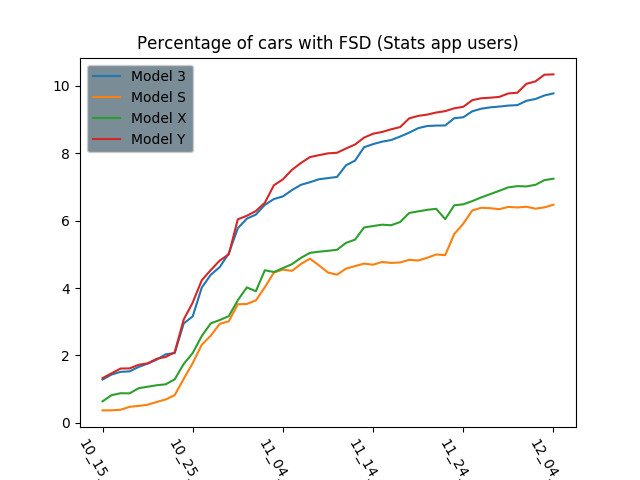 Percentage of cars with FSD (Stats app users)
Model 3
Model S
Model X
Model Y
10
8
6
4
2
0
10_15
10_25
11_04
11_14
11_24
12_04